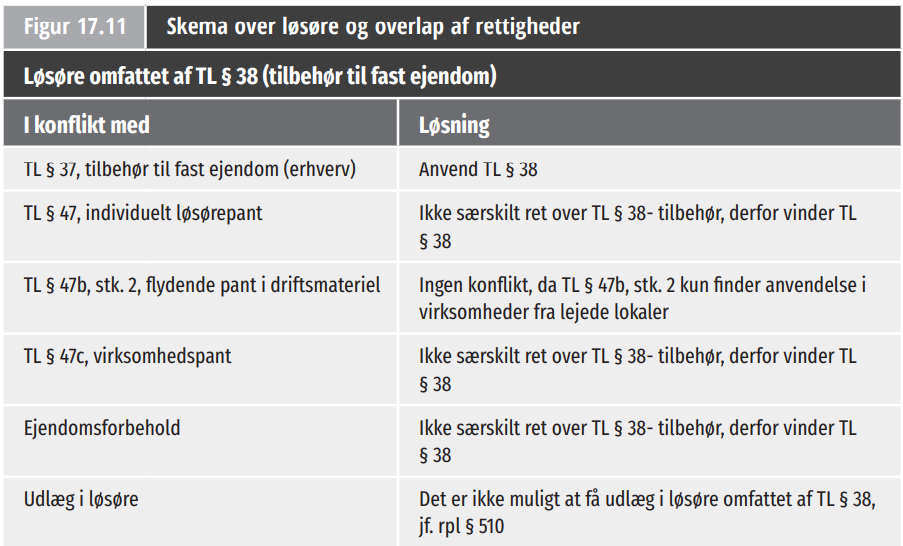 Figur 17.11 Skema over løsøre og overlap af rettigheder
Løsøre omfattet af TL § 38 (tilbehør til fast ejendom)
I konflikt med Løsning
TL § 37, tilbehør til fast ejendom (erhverv) Anvend TL § 38
TL § 47, individuelt løsørepant Ikke særskilt ret over TL § 38- tilbehør, derfor vinder TL
§ 38
TL § 47b, stk. 2, flydende pant i driftsmateriel Ingen konflikt, da TL § 47b, stk. 2 kun finder anvendelse i
virksomheder fra lejede lokaler
TL § 47c, virksomhedspant Ikke særskilt ret over TL § 38- tilbehør, derfor vinder TL
§ 38
Ejendomsforbehold Ikke særskilt ret over TL § 38- tilbehør, derfor vinder TL
§ 38
Udlæg i løsøre Det er ikke muligt at få udlæg i løsøre omfattet af TL § 38,
jf. rpl § 510